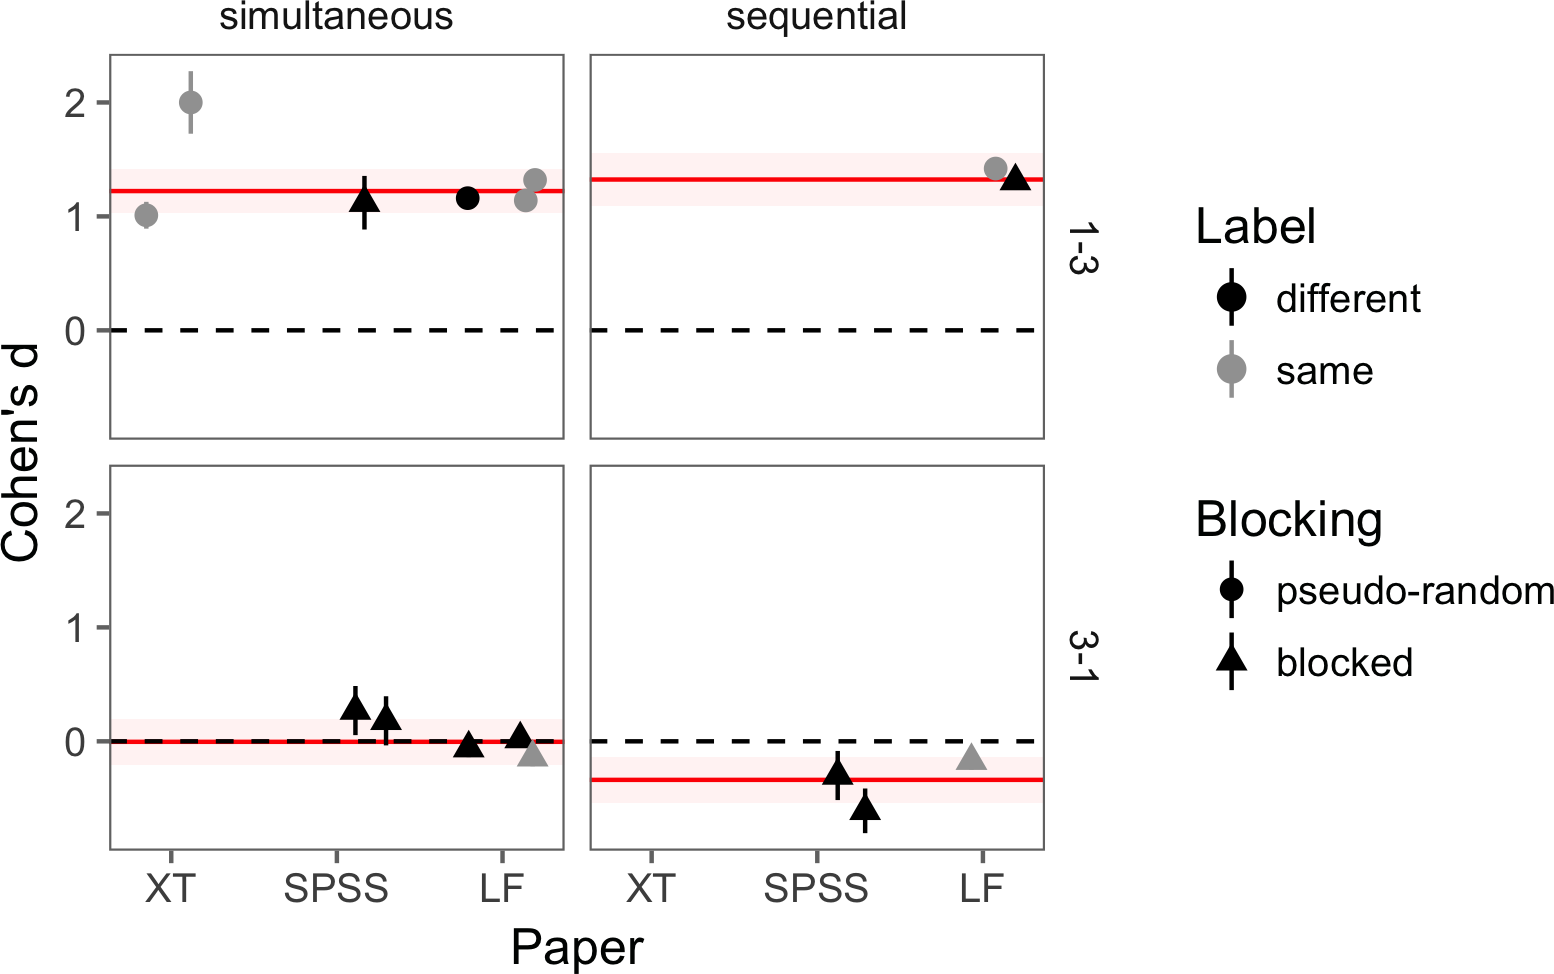 simultaneous
sequential
2
1
0
1-3
2
1
0
3-1
Cohen's d
XT
SPSS
LF
XT
SPSS
LF
Paper
Label
different
same
Blocking
pseudo-random
blocked